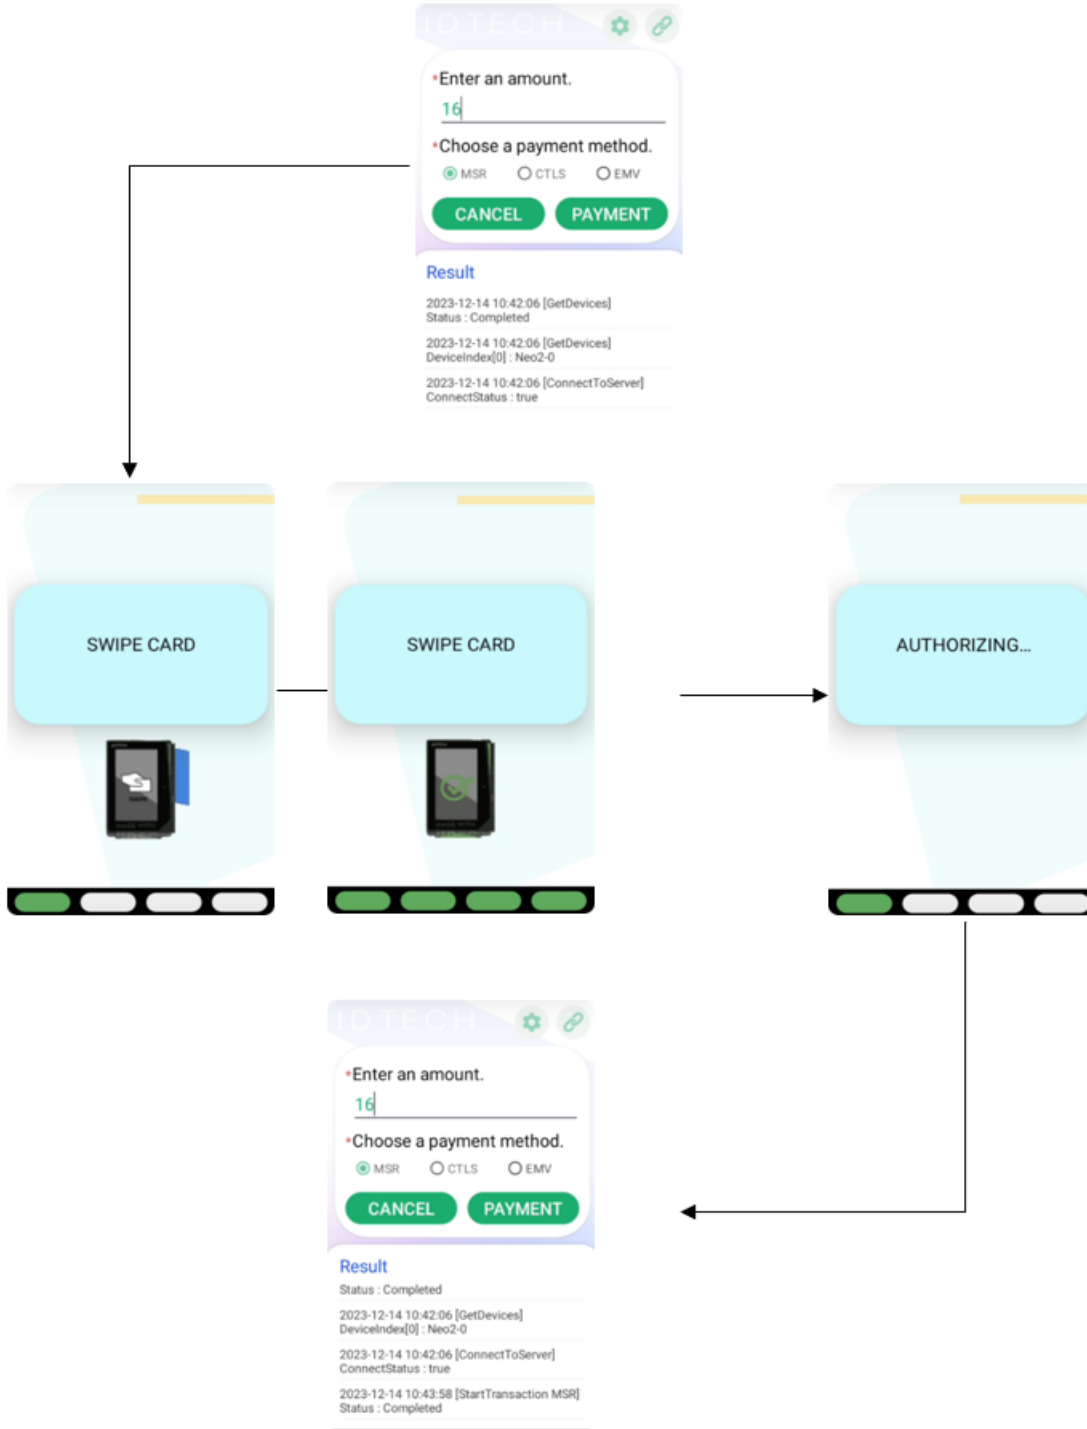 IDTECH
*Enter an amount.
16
*Choose a payment method.
MSR CTLS EMV
CANCEL PAYMENT
Result
2023-12-14 10:42:06 [GetDevices]
Status : Completed
2023-12-14 10:42:06 [GetDevices]
DeviceIndex[0] : Neo2-0
2023-12-14 10:42:06 [ConnectToServer]
ConnectStatus : true
SWIPE CARD
SWIPE CARD
AUTHORIZING...
IDTECH
*Enter an amount.
16
*Choose a payment method.
MSR CTLS EMV
CANCEL PAYMENT
Result
Status : Completed
2023-12-14 10:42:06 [GetDevices]
DeviceIndex[0] : Neo2-0
2023-12-14 10:42:06 [ConnectToServer]
ConnectStatus : true
2023-12-14 10:43:58 [StartTransaction MSR]
Status : Completed